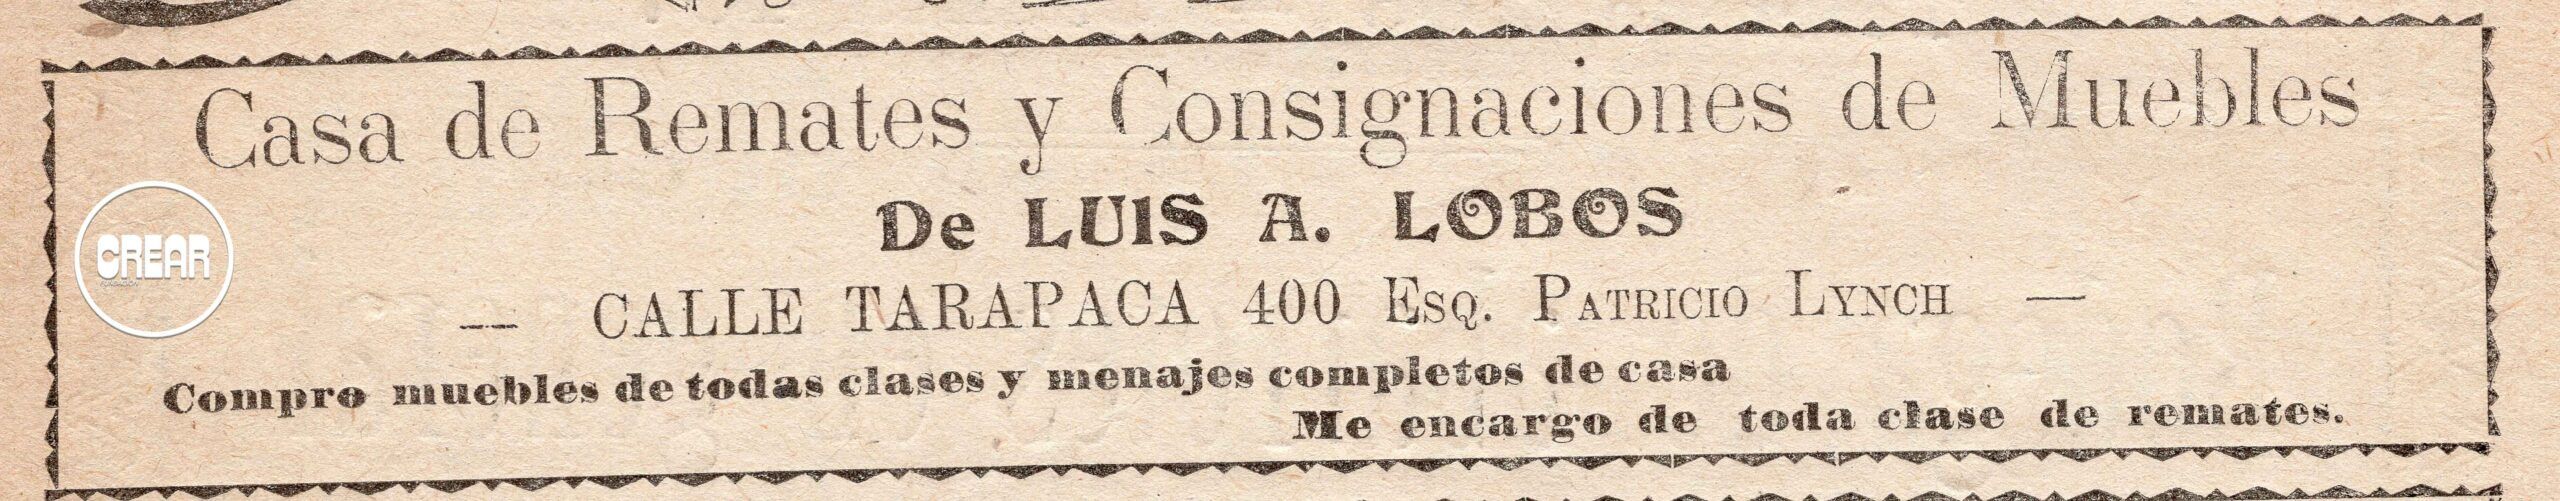 Casa de Remates y Consignaciones de Muebles
De LUIS A. LOBOS
— CALLE TARAPACA 400 ESQ. PATRICIO LYNCH —
Compro muebles de todas clases y menajes completos de casa
Me encargo de toda clase de remates.
CREAR
FUNDACIÓN